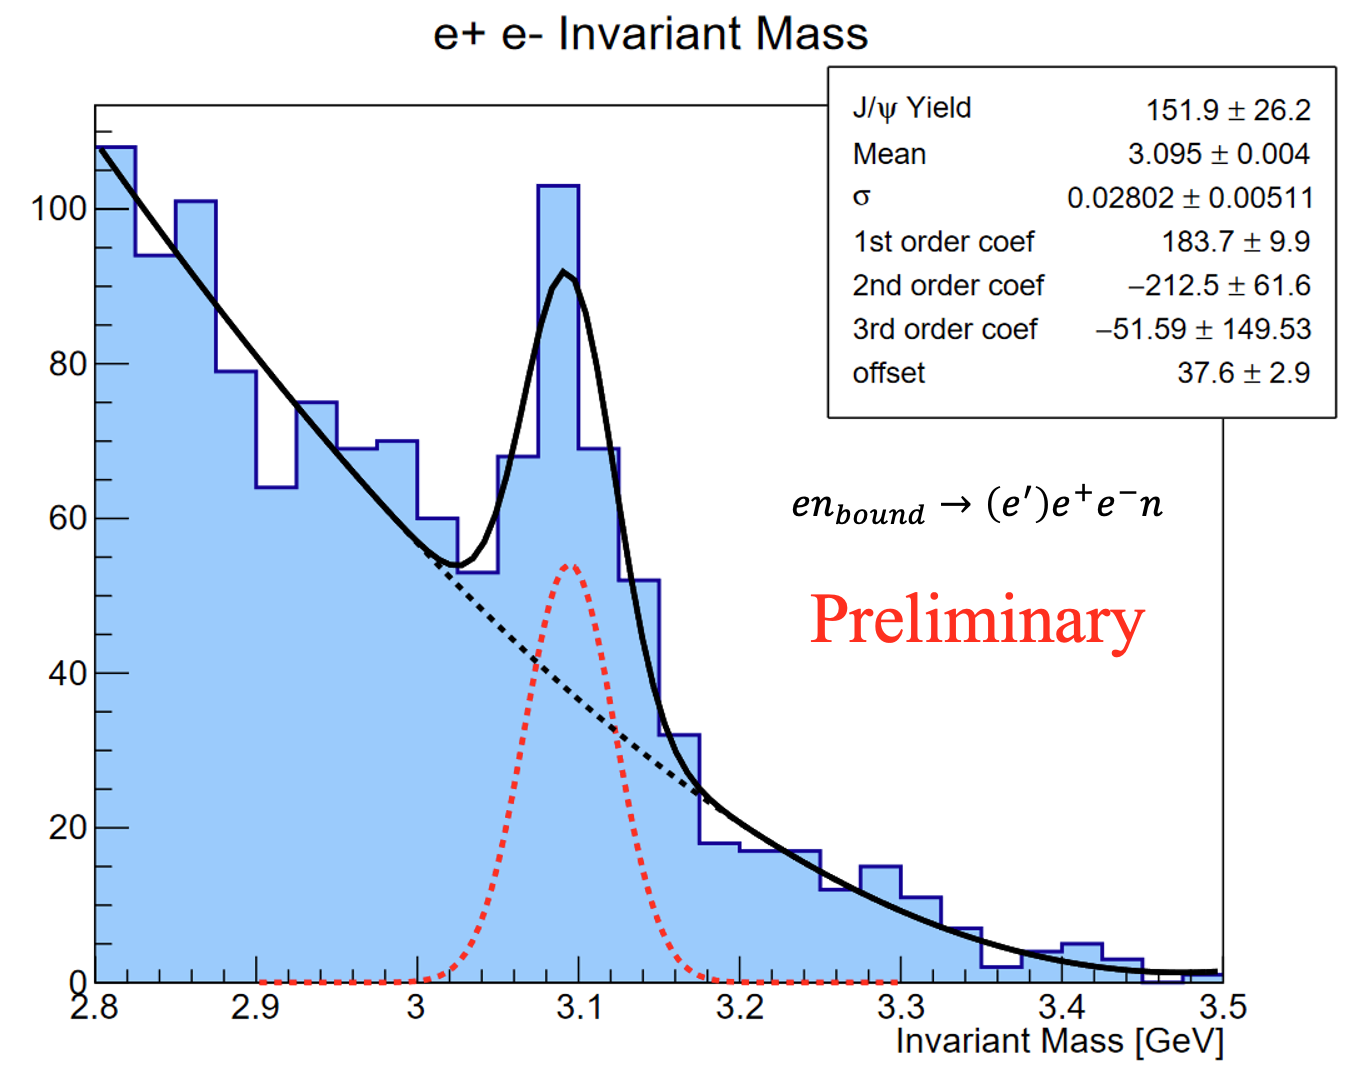 e+ e- Invariant Mass
J/ψ Yield 151.9 ± 26.2
Mean 3.095 ± 0.004
σ 0.02802 ± 0.00511
1st order coef 183.7 ± 9.9
2nd order coef −212.5 ± 61.6
3rd order coef −51.59 ± 149.53
offset 37.6 ± 2.9
100
80
60
40
20
0
en_bound → (e′)e⁺e⁻n
Preliminary
2.8 2.9 3 3.1 3.2 3.3 3.4 3.5
Invariant Mass [GeV]